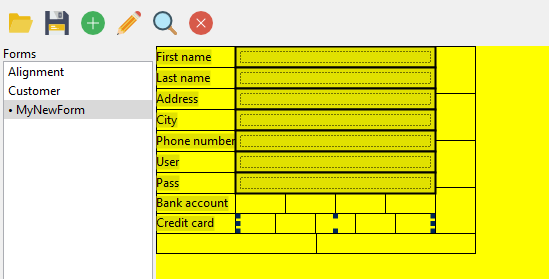 Forms
Alignment
Customer
• MyNewForm
First name
Last name
Address
City
Phone number
User
Pass
Bank account
Credit card